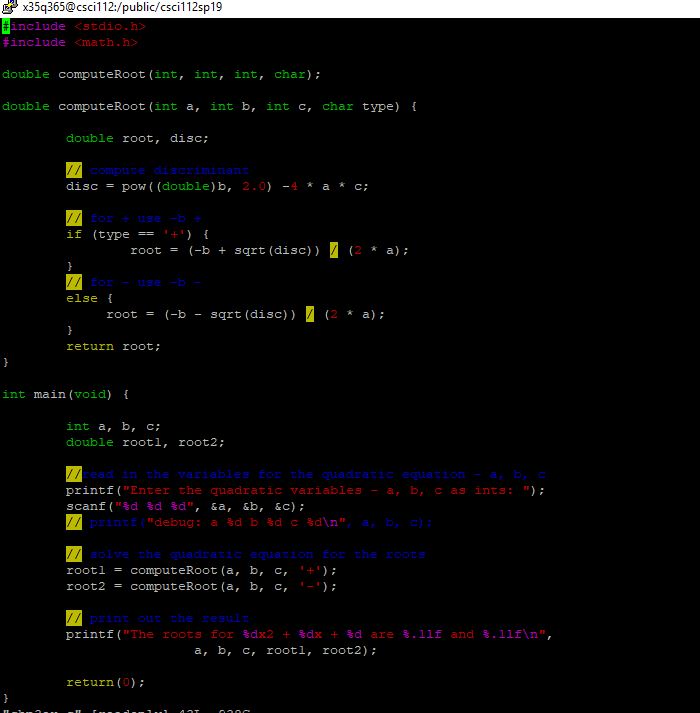 x35q365@csci112:/public/csci112sp19
#include <stdio.h>
#include <math.h>
double computeRoot(int, int, int, char);
double computeRoot(int a, int b, int c, char type) {
double root, disc;
// compute discriminant
disc = pow((double)b, 2.0) -4 * a * c;
// for + use -b +
if (type == '+') {
root = (-b + sqrt(disc)) / (2 * a);
}
// for - use -b -
else {
root = (-b - sqrt(disc)) / (2 * a);
}
return root;
}
int main(void) {
int a, b, c;
double root1, root2;
//read in the variables for the quadratic equation - a, b, c
printf("Enter the quadratic variables - a, b, c as ints: ");
scanf("%d %d %d", &a, &b, &c);
// printf("debug: a %d b %d c %d\n", a, b, c);
// solve the quadratic equation for the roots
root1 = computeRoot(a, b, c, '+');
root2 = computeRoot(a, b, c, '-');
// print out the result
printf("The roots for %dx2 + %dx + %d are %.1lf and %.1lf\n",
a, b, c, root1, root2);
return(0);
}